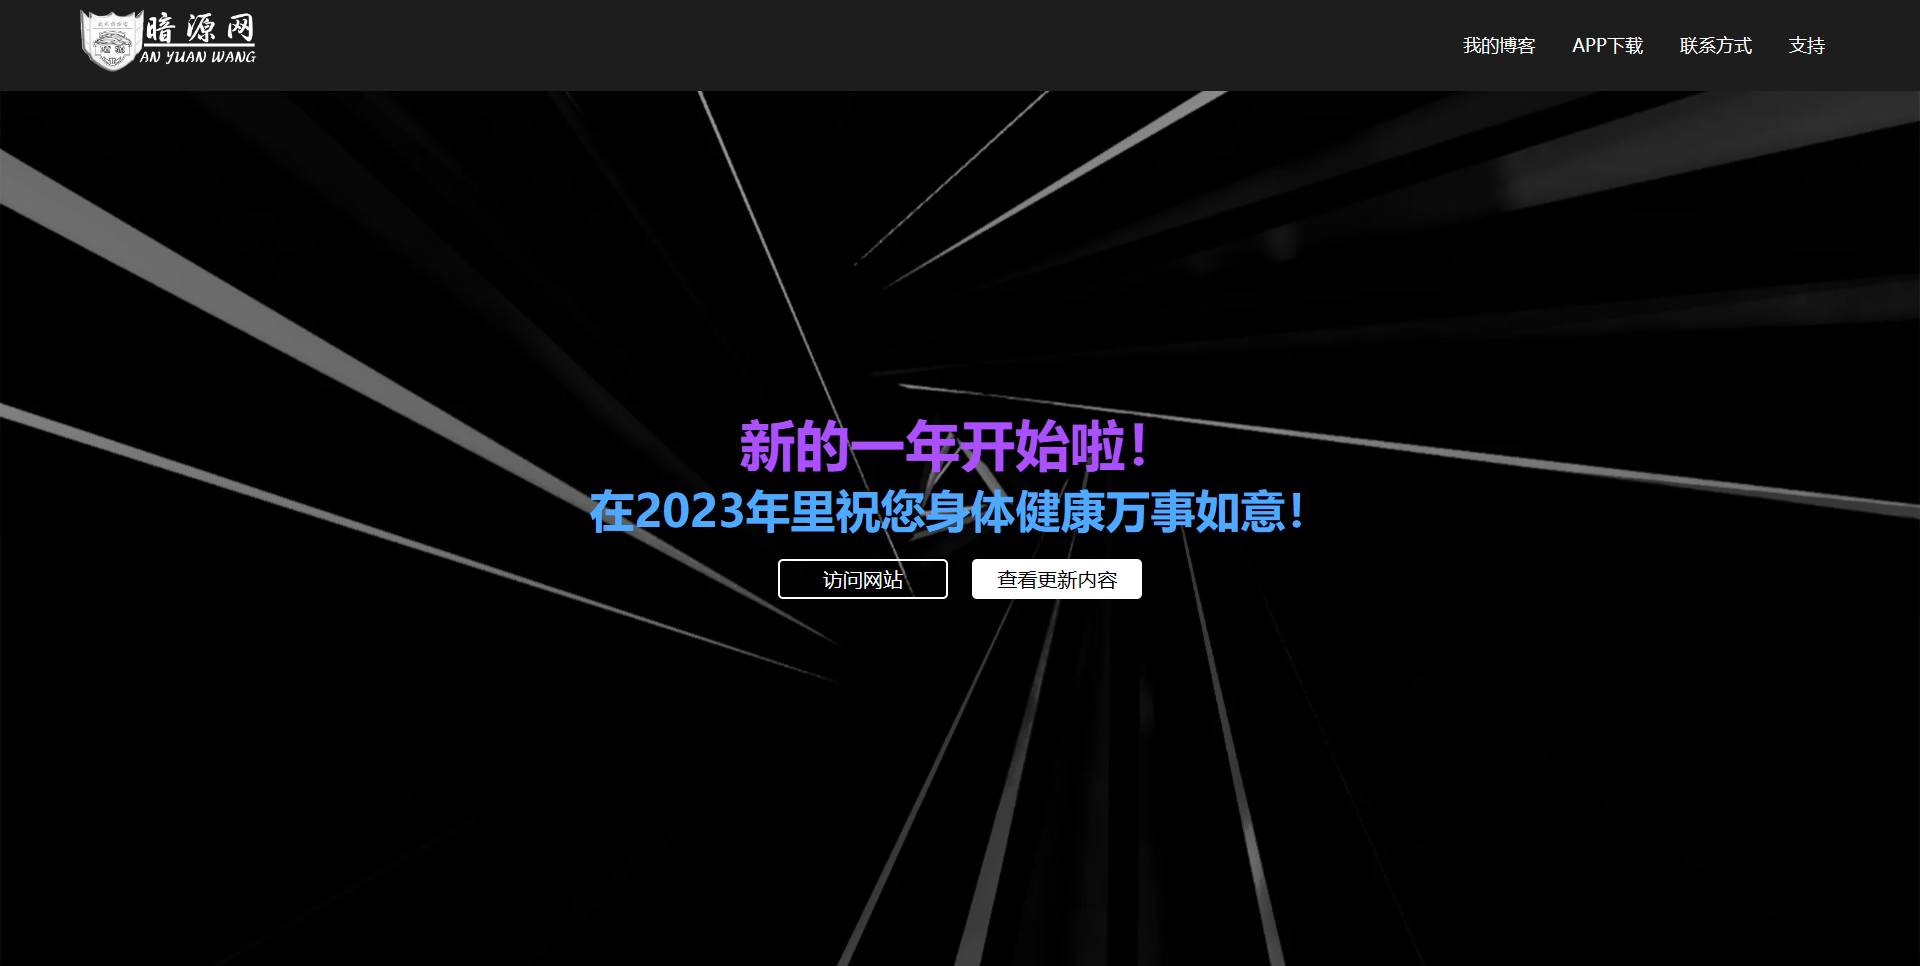 暗源网
AN YUAN WANG
我的博客
APP下载
联系方式
支持
新的一年开始啦！
在2023年里祝您身体健康万事如意！
访问网站
查看更新内容